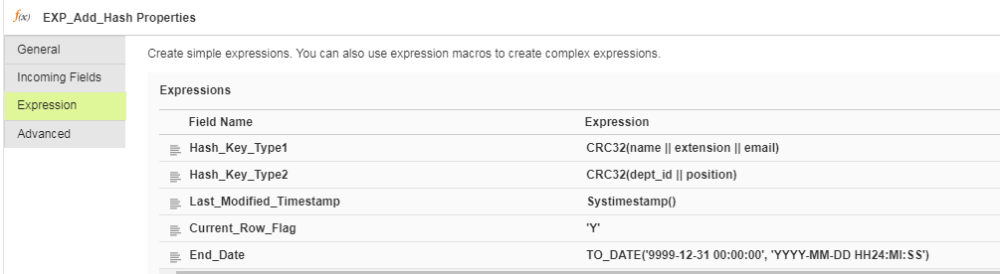 f(x) EXP_Add_Hash Properties
General
Create simple expressions. You can also use expression macros to create complex expressions.
Incoming Fields
Expressions
Expression
Field Name Expression
Advanced
Hash_Key_Type1 CRC32(name || extension || email)
Hash_Key_Type2 CRC32(dept_id || position)
Last_Modified_Timestamp Systimestamp()
Current_Row_Flag 'Y'
End_Date TO_DATE('9999-12-31 00:00:00', 'YYYY-MM-DD HH24:MI:SS')